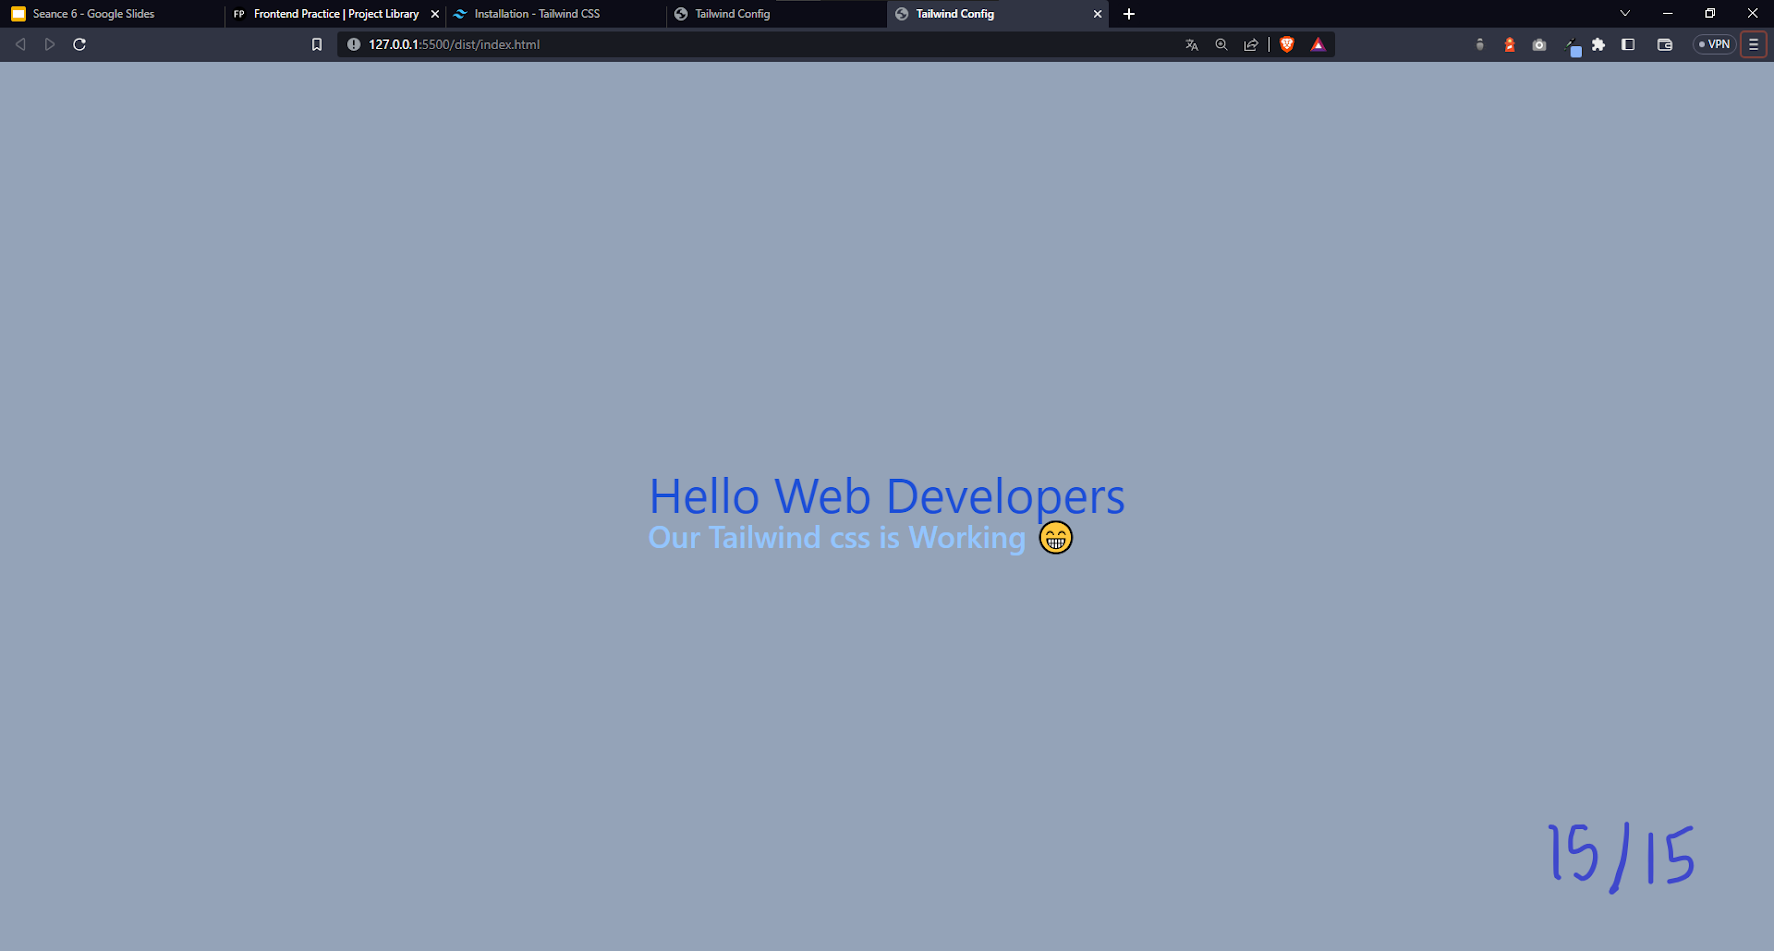 Seance 6 - Google Slides
FP Frontend Practice | Project Library
Installation - Tailwind CSS
Tailwind Config
Tailwind Config
127.0.0.1:5500/dist/index.html
VPN
Hello Web Developers
Our Tailwind css is Working 😁
15/15